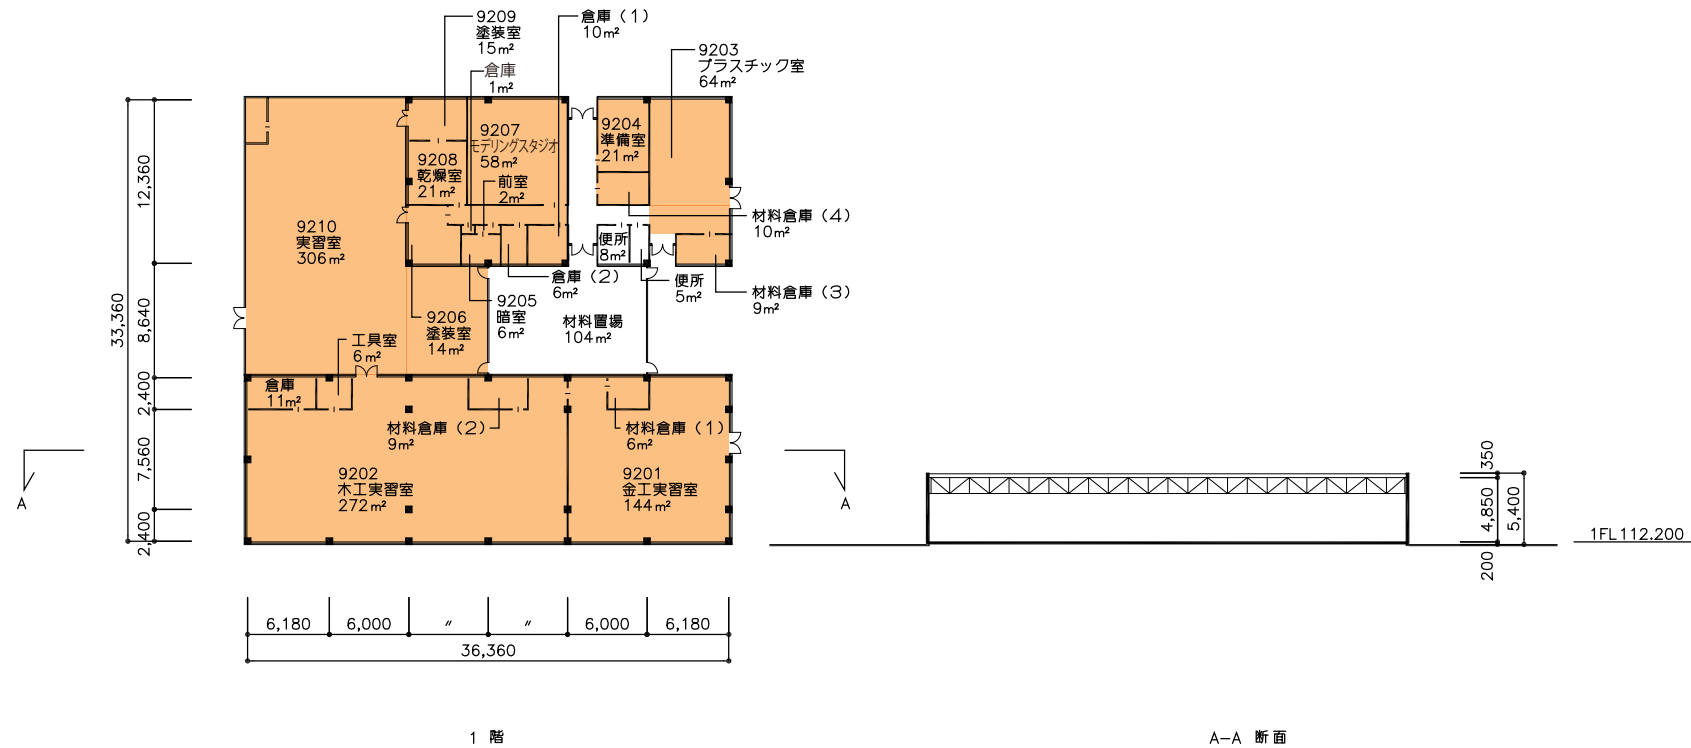 9209
塗装室
15m²
倉庫
1m²
倉庫（1）
10m²
9203
プラスチック室
64m²
9207
モデリングスタジオ
58m²
9204
準備室
21m²
9208
乾燥室
21m²
前室
2m²
9210
実習室
306m²
材料倉庫（4）
10m²
便所
8m²
倉庫（2）
6m²
便所
5m²
材料倉庫（3）
9m²
9205
暗室
6m²
9206
塗装室
14m²
材料置場
104m²
工具室
6m²
倉庫
11m²
材料倉庫（2）
9m²
材料倉庫（1）
6m²
9202
木工実習室
272m²
9201
金工実習室
144m²
12,360
8,640
33,360
2,400
7,560
2,400
A
A
6,180
6,000
〃
〃
6,000
6,180
36,360
350
4,850
5,400
200
1FL112.200
1 階
A-A 断面